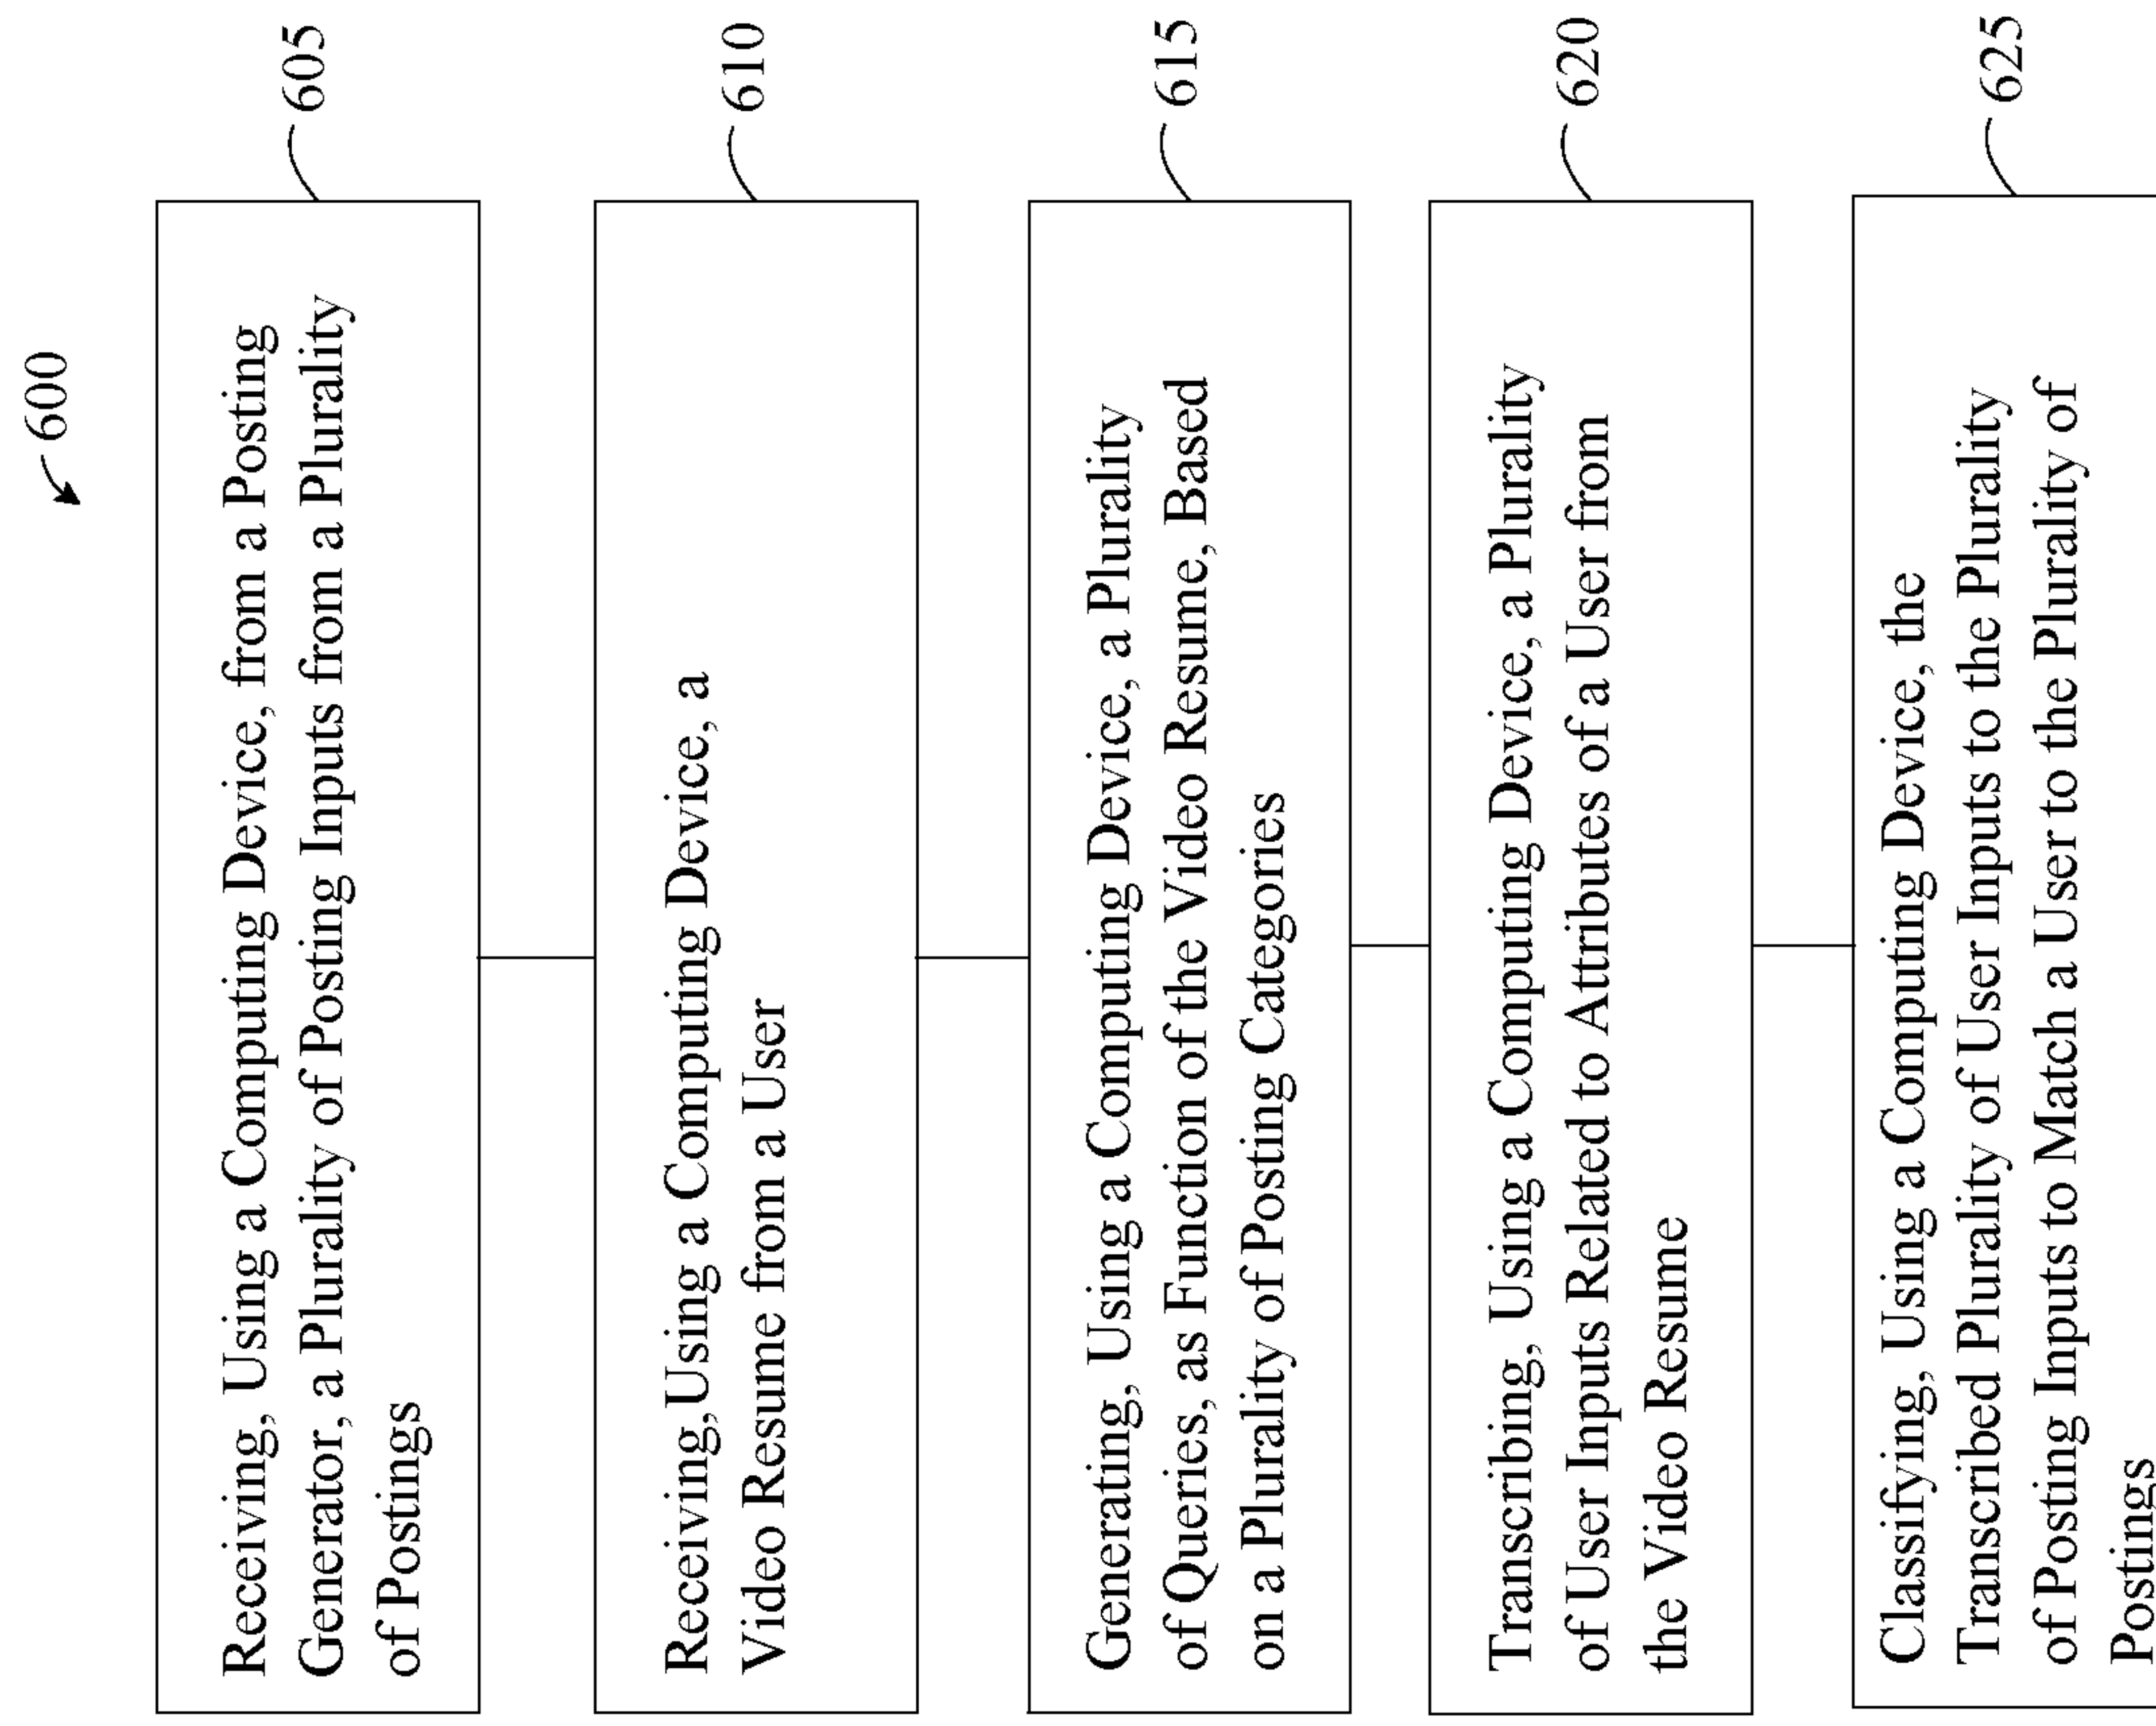 600
605
Receiving, Using a Computing Device, from a Posting
Generator, a Plurality of Posting Inputs from a Plurality
of Postings
610
Receiving,Using a Computing Device, a
Video Resume from a User
615
Generating, Using a Computing Device, a Plurality
of Queries, as Function of the Video Resume, Based
on a Plurality of Posting Categories
620
Transcribing, Using a Computing Device, a Plurality
of User Inputs Related to Attributes of a User from
the Video Resume
625
Classifying, Using a Computing Device, the
Transcribed Plurality of User Inputs to the Plurality
of Posting Inputs to Match a User to the Plurality of
Postings